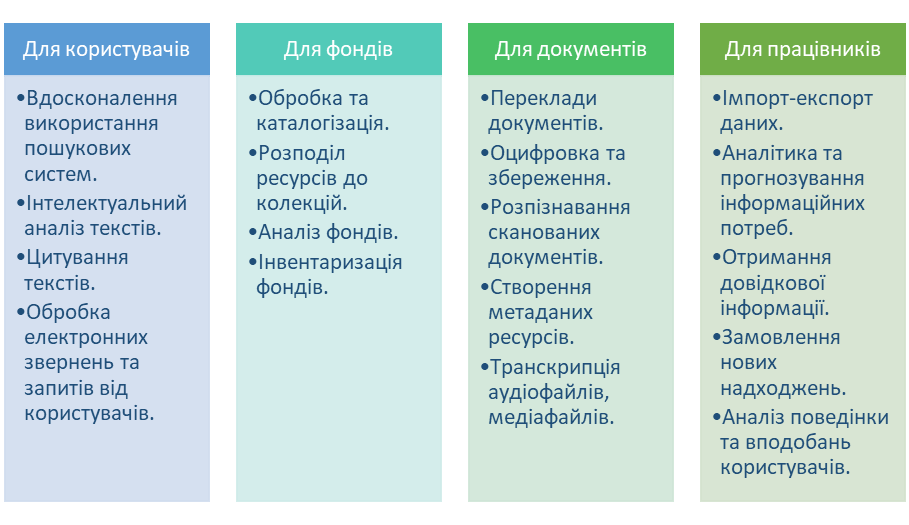 Для користувачів
•Вдосконалення
використання
пошукових
систем.
•Інтелектуальний
аналіз текстів.
•Цитування
текстів.
•Обробка
електронних
звернень та
запитів від
користувачів.
Для фондів
•Обробка та
каталогізація.
•Розподіл
ресурсів до
колекцій.
•Аналіз фондів.
•Інвентаризація
фондів.
Для документів
•Переклади
документів.
•Оцифровка та
збереження.
•Розпізнавання
сканованих
документів.
•Створення
метаданих
ресурсів.
•Транскрипція
аудіофайлів,
медіафайлів.
Для працівників
•Імпорт-експорт
даних.
•Аналітика та
прогнозування
інформаційних
потреб.
•Отримання
довідкової
інформації.
•Замовлення
нових
надходжень.
•Аналіз поведінки
та вподобань
користувачів.